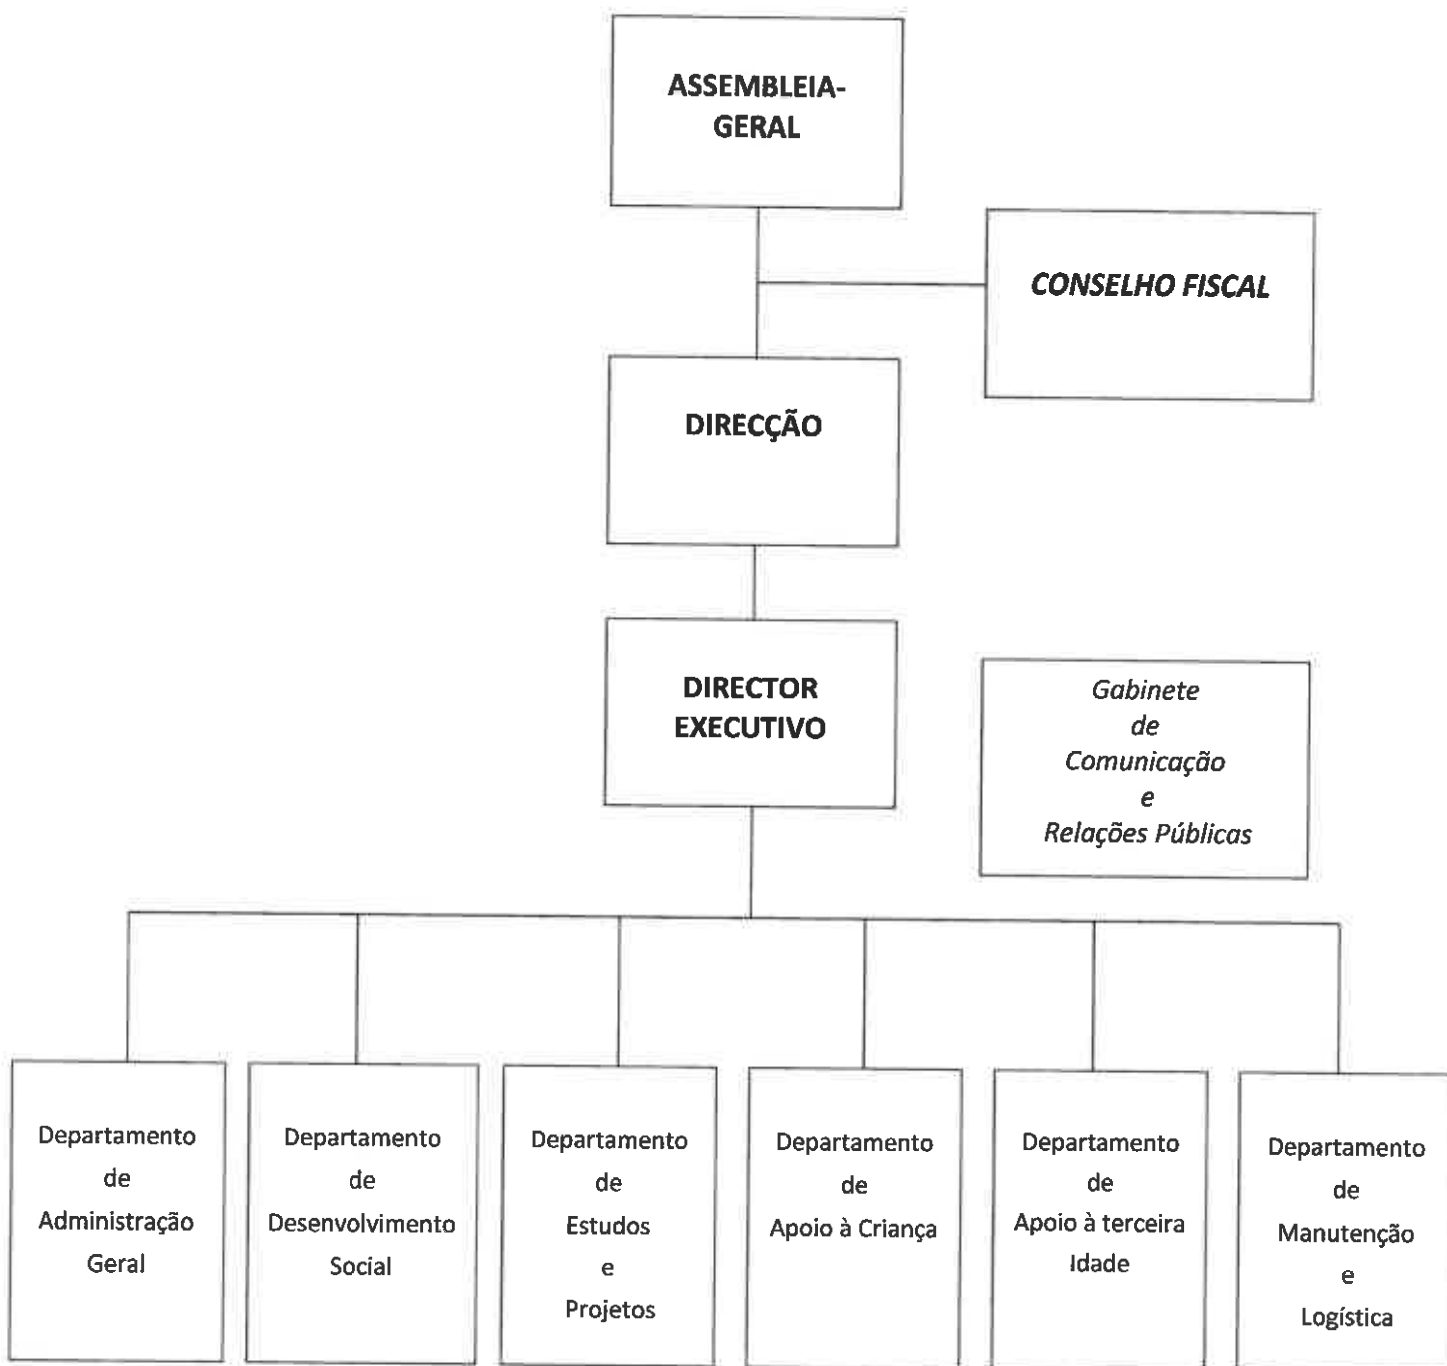 ASSEMBLEIA-
GERAL
CONSELHO FISCAL
DIRECÇÃO
DIRECTOR
EXECUTIVO
Gabinete
de
Comunicação
e
Relações Públicas
Departamento
de
Administração
Geral
Departamento
de
Desenvolvimento
Social
Departamento
de
Estudos
e
Projetos
Departamento
de
Apoio à Criança
Departamento
de
Apoio à terceira
Idade
Departamento
de
Manutenção
e
Logística